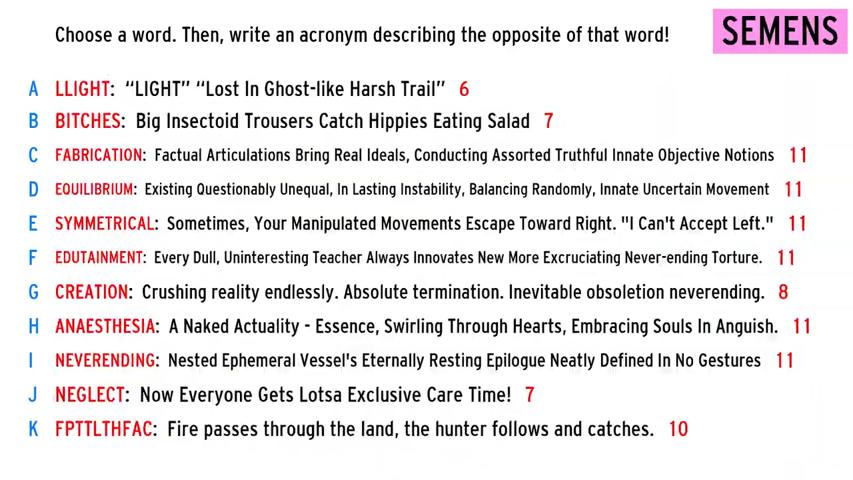 Choose a word. Then, write an acronym describing the opposite of that word!
SEMENS
A LLIGHT: “LIGHT” “Lost In Ghost-like Harsh Trail” 6
B BITCHES: Big Insectoid Trousers Catch Hippies Eating Salad 7
C FABRICATION: Factual Articulations Bring Real Ideals, Conducting Assorted Truthful Innate Objective Notions 11
D EQUILIBRIUM: Existing Questionably Unequal, In Lasting Instability, Balancing Randomly, Innate Uncertain Movement 11
E SYMMETRICAL: Sometimes, Your Manipulated Movements Escape Toward Right. "I Can't Accept Left." 11
F EDUTAINMENT: Every Dull, Uninteresting Teacher Always Innovates New More Excruciating Never-ending Torture. 11
G CREATION: Crushing reality endlessly. Absolute termination. Inevitable obsoletion neverending. 8
H ANAESTHESIA: A Naked Actuality - Essence, Swirling Through Hearts, Embracing Souls In Anguish. 11
I NEVERENDING: Nested Ephemeral Vessel's Eternally Resting Epilogue Neatly Defined In No Gestures 11
J NEGLECT: Now Everyone Gets Lotsa Exclusive Care Time! 7
K FPTTLTHFAC: Fire passes through the land, the hunter follows and catches. 10